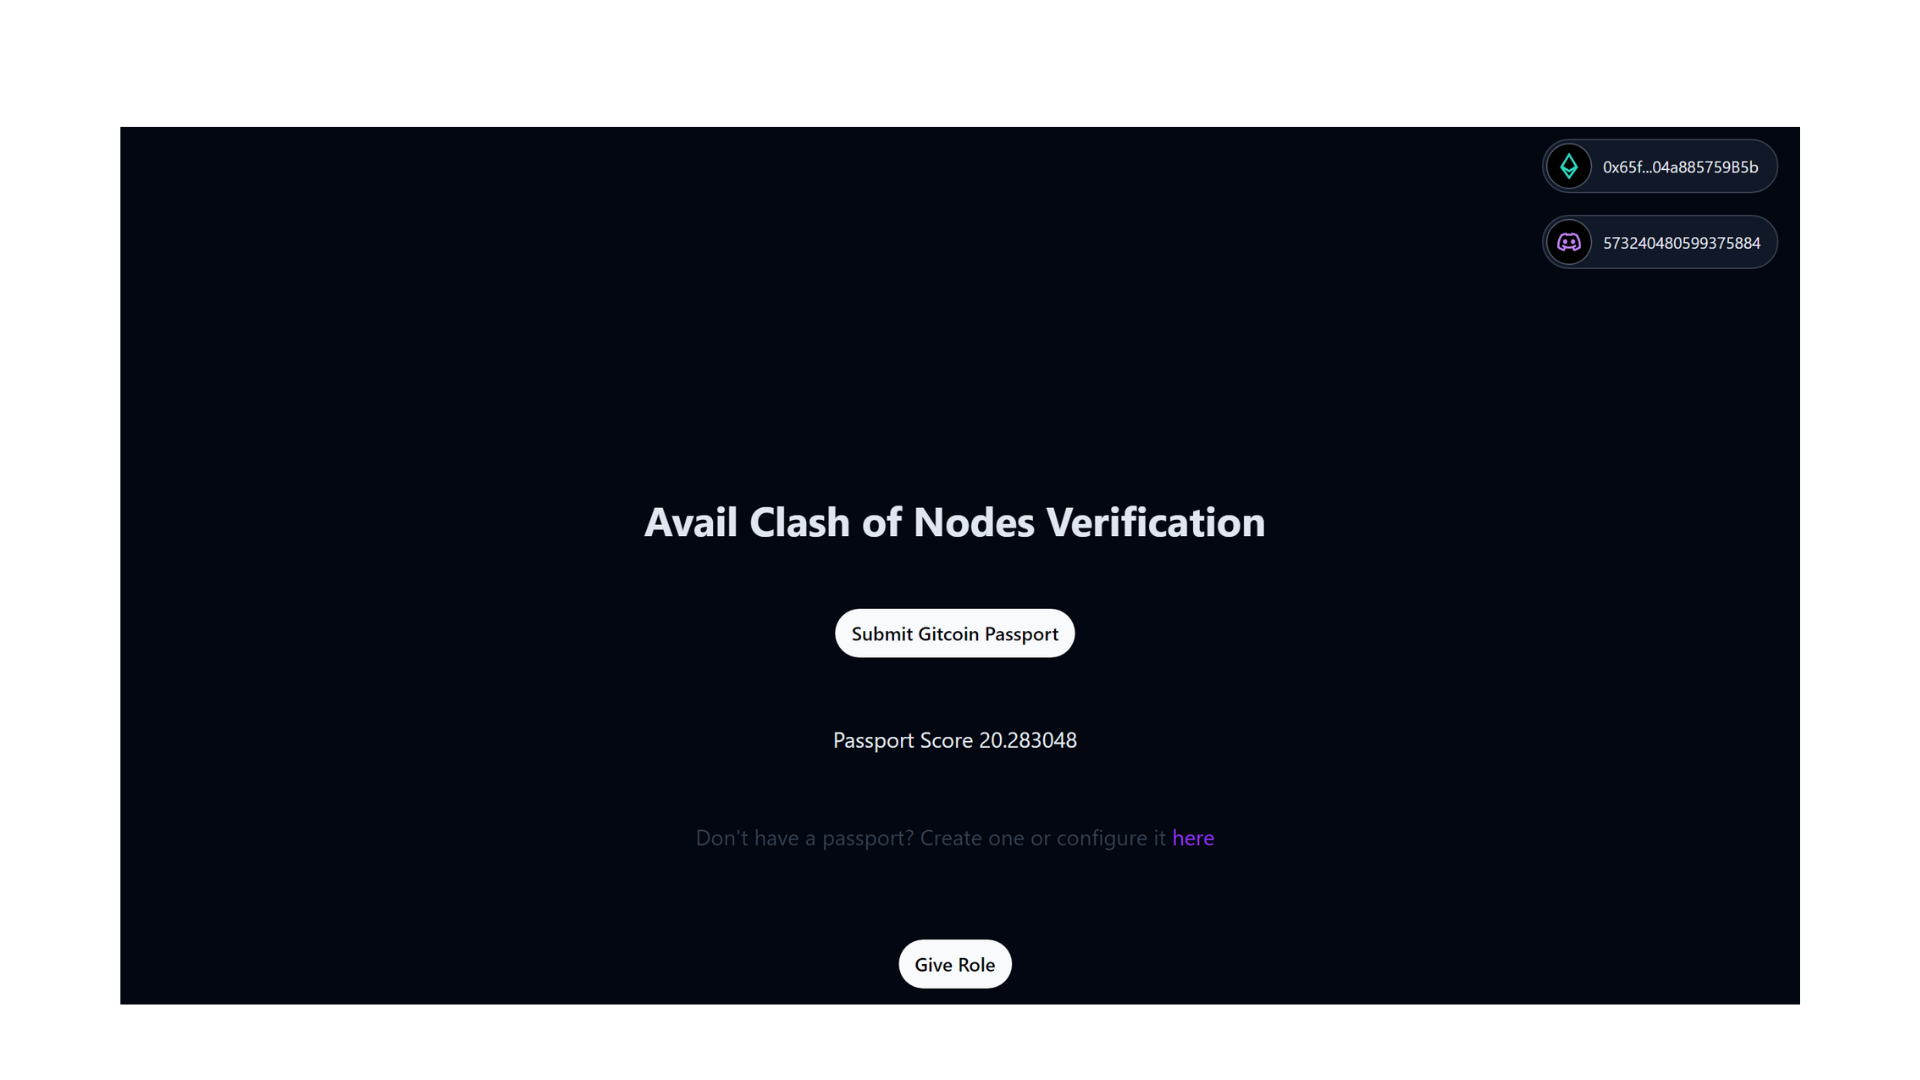 0x65f...04a885759B5b
573240480599375884
Avail Clash of Nodes Verification
Submit Gitcoin Passport
Passport Score 20.283048
Don't have a passport? Create one or configure it here
Give Role